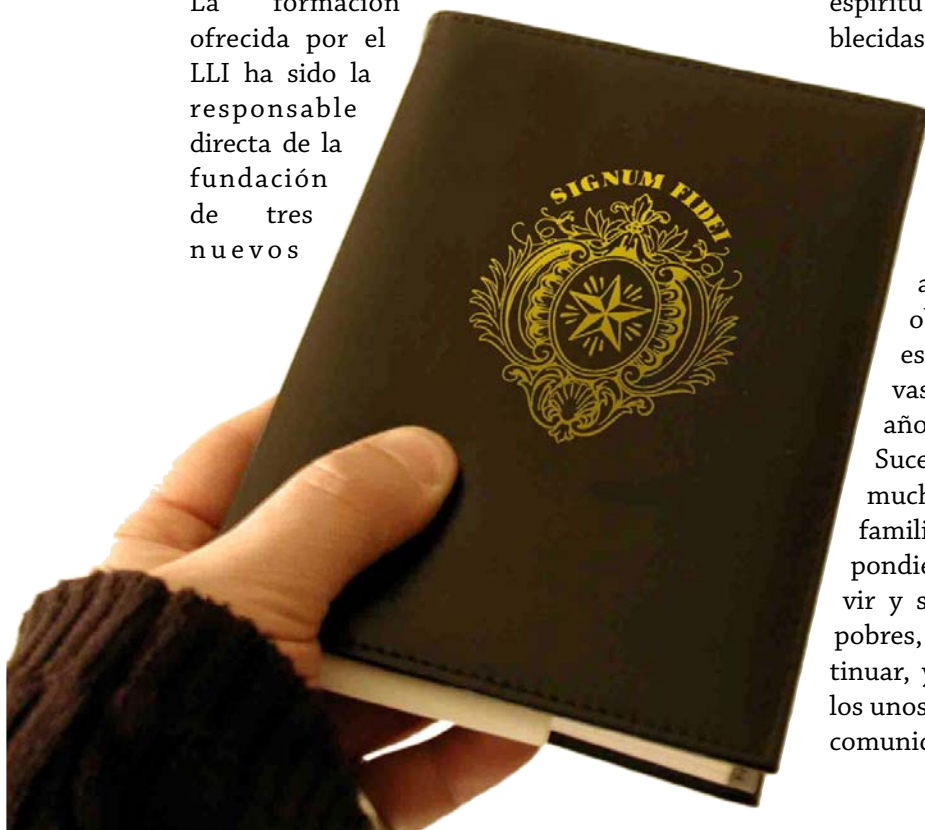 La formación
ofrecida por el
LLI ha sido la
responsable
directa de la
fundación
de tres
nuevos
SIGNUM FIDEI
espíritu
blecidas
a
es
vas
año
Suce
much
famili
pondie
vir y s
pobres,
tinuar, y
los unos
comunic